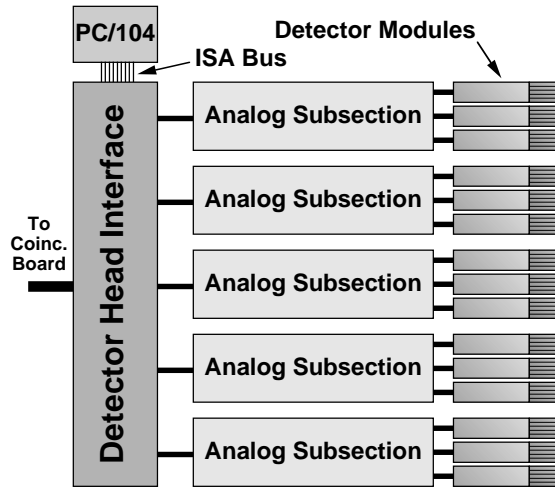 PC/104
Detector Modules
ISA Bus
Detector Head Interface
To
Coinc.
Board
Analog Subsection
Analog Subsection
Analog Subsection
Analog Subsection
Analog Subsection